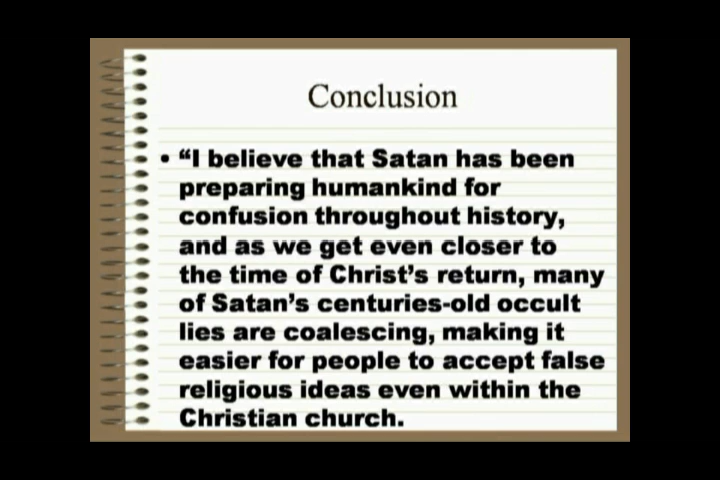 Conclusion
• “I believe that Satan has been
preparing humankind for
confusion throughout history,
and as we get even closer to
the time of Christ’s return, many
of Satan’s centuries-old occult
lies are coalescing, making it
easier for people to accept false
religious ideas even within the
Christian church.